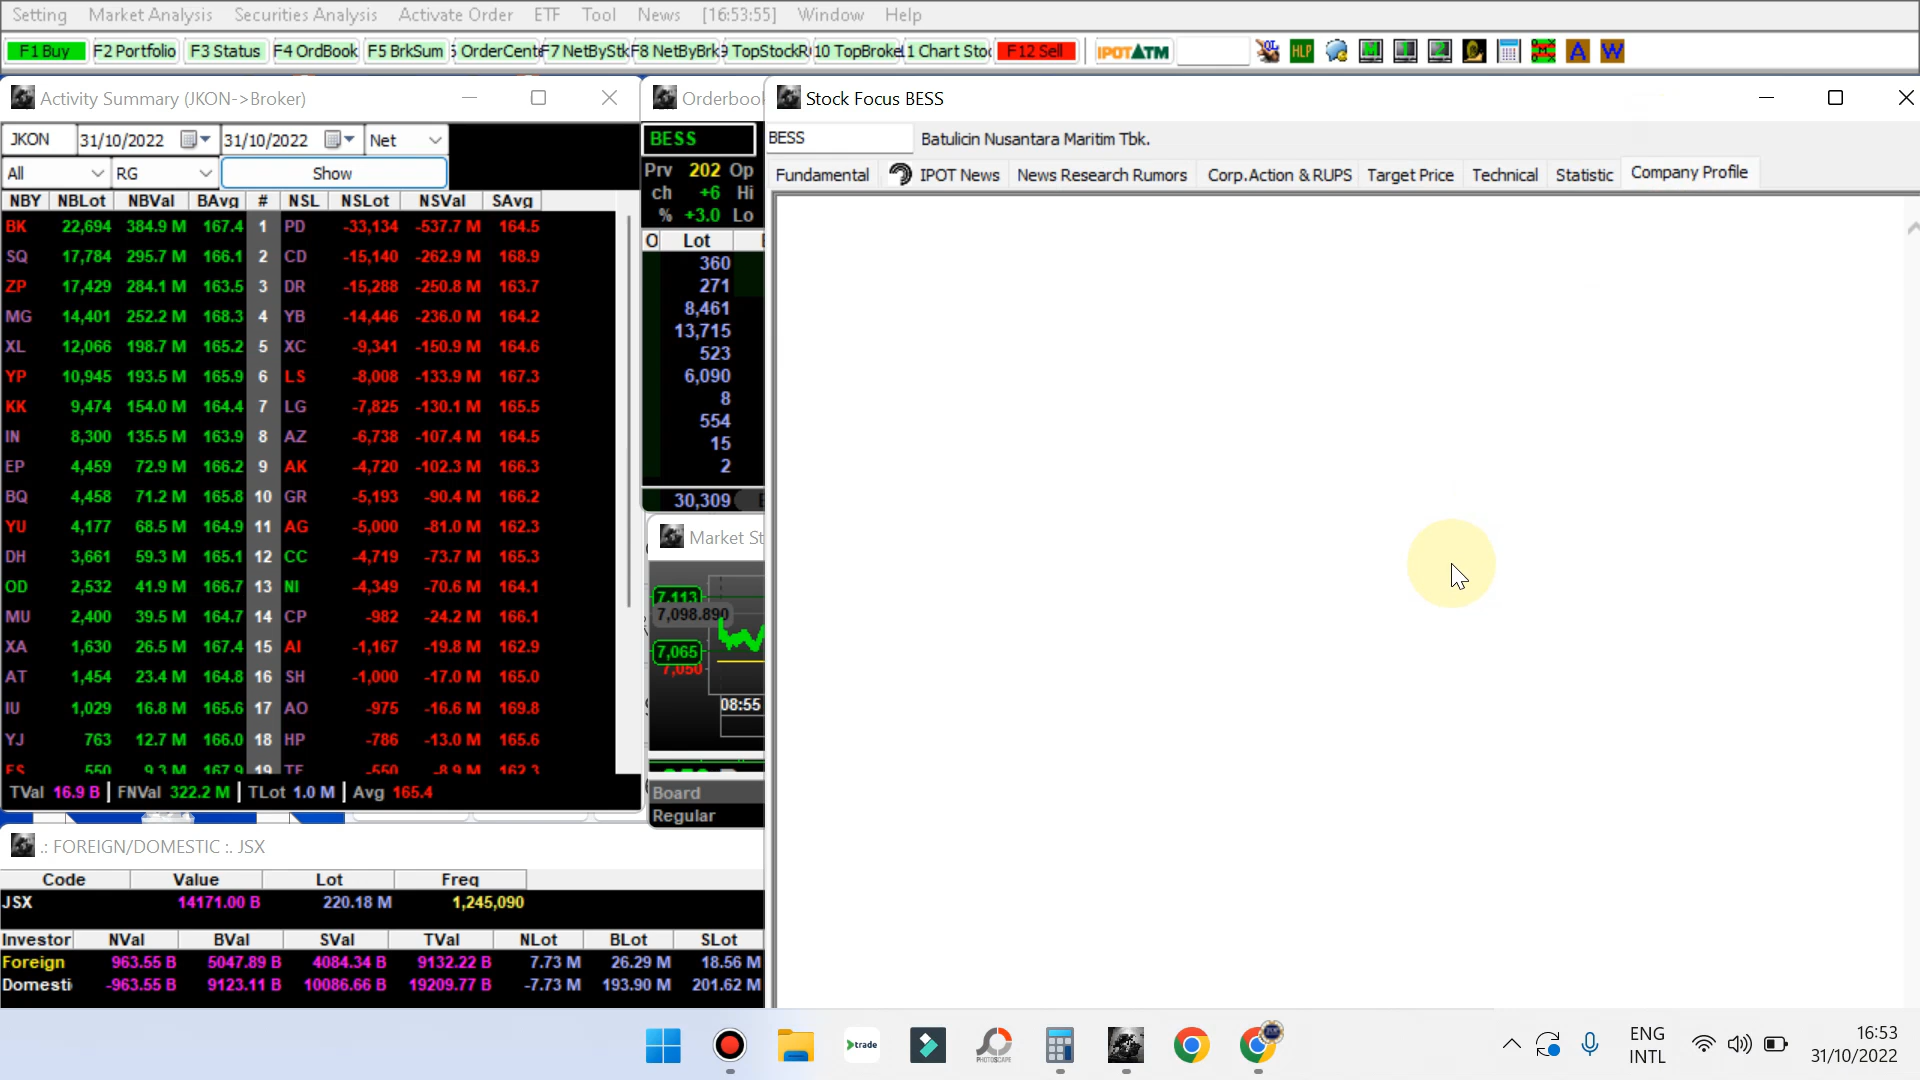 Setting Market Analysis Securities Analysis Activate Order ETF Tool News [16:53:55] Window Help
F1 Buy F2 Portfolio F3 Status F4 OrdBook F5 BrkSum OrderCent F7 NetByStk F8 NetByBrk TopStockR 10 TopBroke 1 Chart Stoc F12 Sell IPOTATM HLP A W
Activity Summary (JKON->Broker)
JKON 31/10/2022 31/10/2022 Net
All RG Show
NBY NBLot NBVal BAvg # NSL NSLot NSVal SAvg
BK 22,694 384.9 M 167.4 1 PD -33,134 -537.7 M 164.5
SQ 17,784 295.7 M 166.1 2 CD -15,140 -262.9 M 168.9
ZP 17,429 284.1 M 163.5 3 DR -15,288 -250.8 M 163.7
MG 14,401 252.2 M 168.3 4 YB -14,446 -236.0 M 164.2
XL 12,066 198.7 M 165.2 5 XC -9,341 -150.9 M 164.6
YP 10,945 193.5 M 165.9 6 LS -8,008 -133.9 M 167.3
KK 9,474 154.0 M 164.4 7 LG -7,825 -130.1 M 165.5
IN 8,300 135.5 M 163.9 8 AZ -6,738 -107.4 M 164.5
EP 4,459 72.9 M 166.2 9 AK -4,720 -102.3 M 166.3
BQ 4,458 71.2 M 165.8 10 GR -5,193 -90.4 M 166.2
YU 4,177 68.5 M 164.9 11 AG -5,000 -81.0 M 162.3
DH 3,661 59.3 M 165.1 12 CC -4,719 -73.7 M 165.3
OD 2,532 41.9 M 166.7 13 NI -4,349 -70.6 M 164.1
MU 2,400 39.5 M 164.7 14 CP -982 -24.2 M 166.1
XA 1,630 26.5 M 167.4 15 AI -1,167 -19.8 M 162.9
AT 1,454 23.4 M 164.8 16 SH -1,000 -17.0 M 165.0
IU 1,029 16.8 M 165.6 17 AO -975 -16.6 M 169.8
YJ 763 12.7 M 166.0 18 HP -786 -13.0 M 165.6
ES 550 9.3 M 167.9 19 TF -550 -8.9 M 162.3
TVal 16.9 B | FNVal 322.2 M | TLot 1.0 M | Avg 165.4
.: FOREIGN/DOMESTIC :. JSX
Code Value Lot Freq
JSX 14171.00 B 220.18 M 1,245,090
Investor NVal BVal SVal TVal NLot BLot SLot
Foreign 963.55 B 5047.89 B 4084.34 B 9132.22 B 7.73 M 26.29 M 18.56 M
Domesti -963.55 B 9123.11 B 10086.66 B 19209.77 B -7.73 M 193.90 M 201.62 M
Orderboo
BESS
Prv 202 Op
ch +6 Hi
% +3.0 Lo
O Lot
360
271
8,461
13,715
523
6,090
8
554
15
2
30,309
Market St
7,113
7,098.890
7,065
7,050
08:55
Board
Regular
Stock Focus BESS
BESS Batulicin Nusantara Maritim Tbk.
Fundamental IPOT News News Research Rumors Corp.Action & RUPS Target Price Technical Statistic Company Profile
trade PHOTOSCAPE
ENG
INTL
16:53
31/10/2022